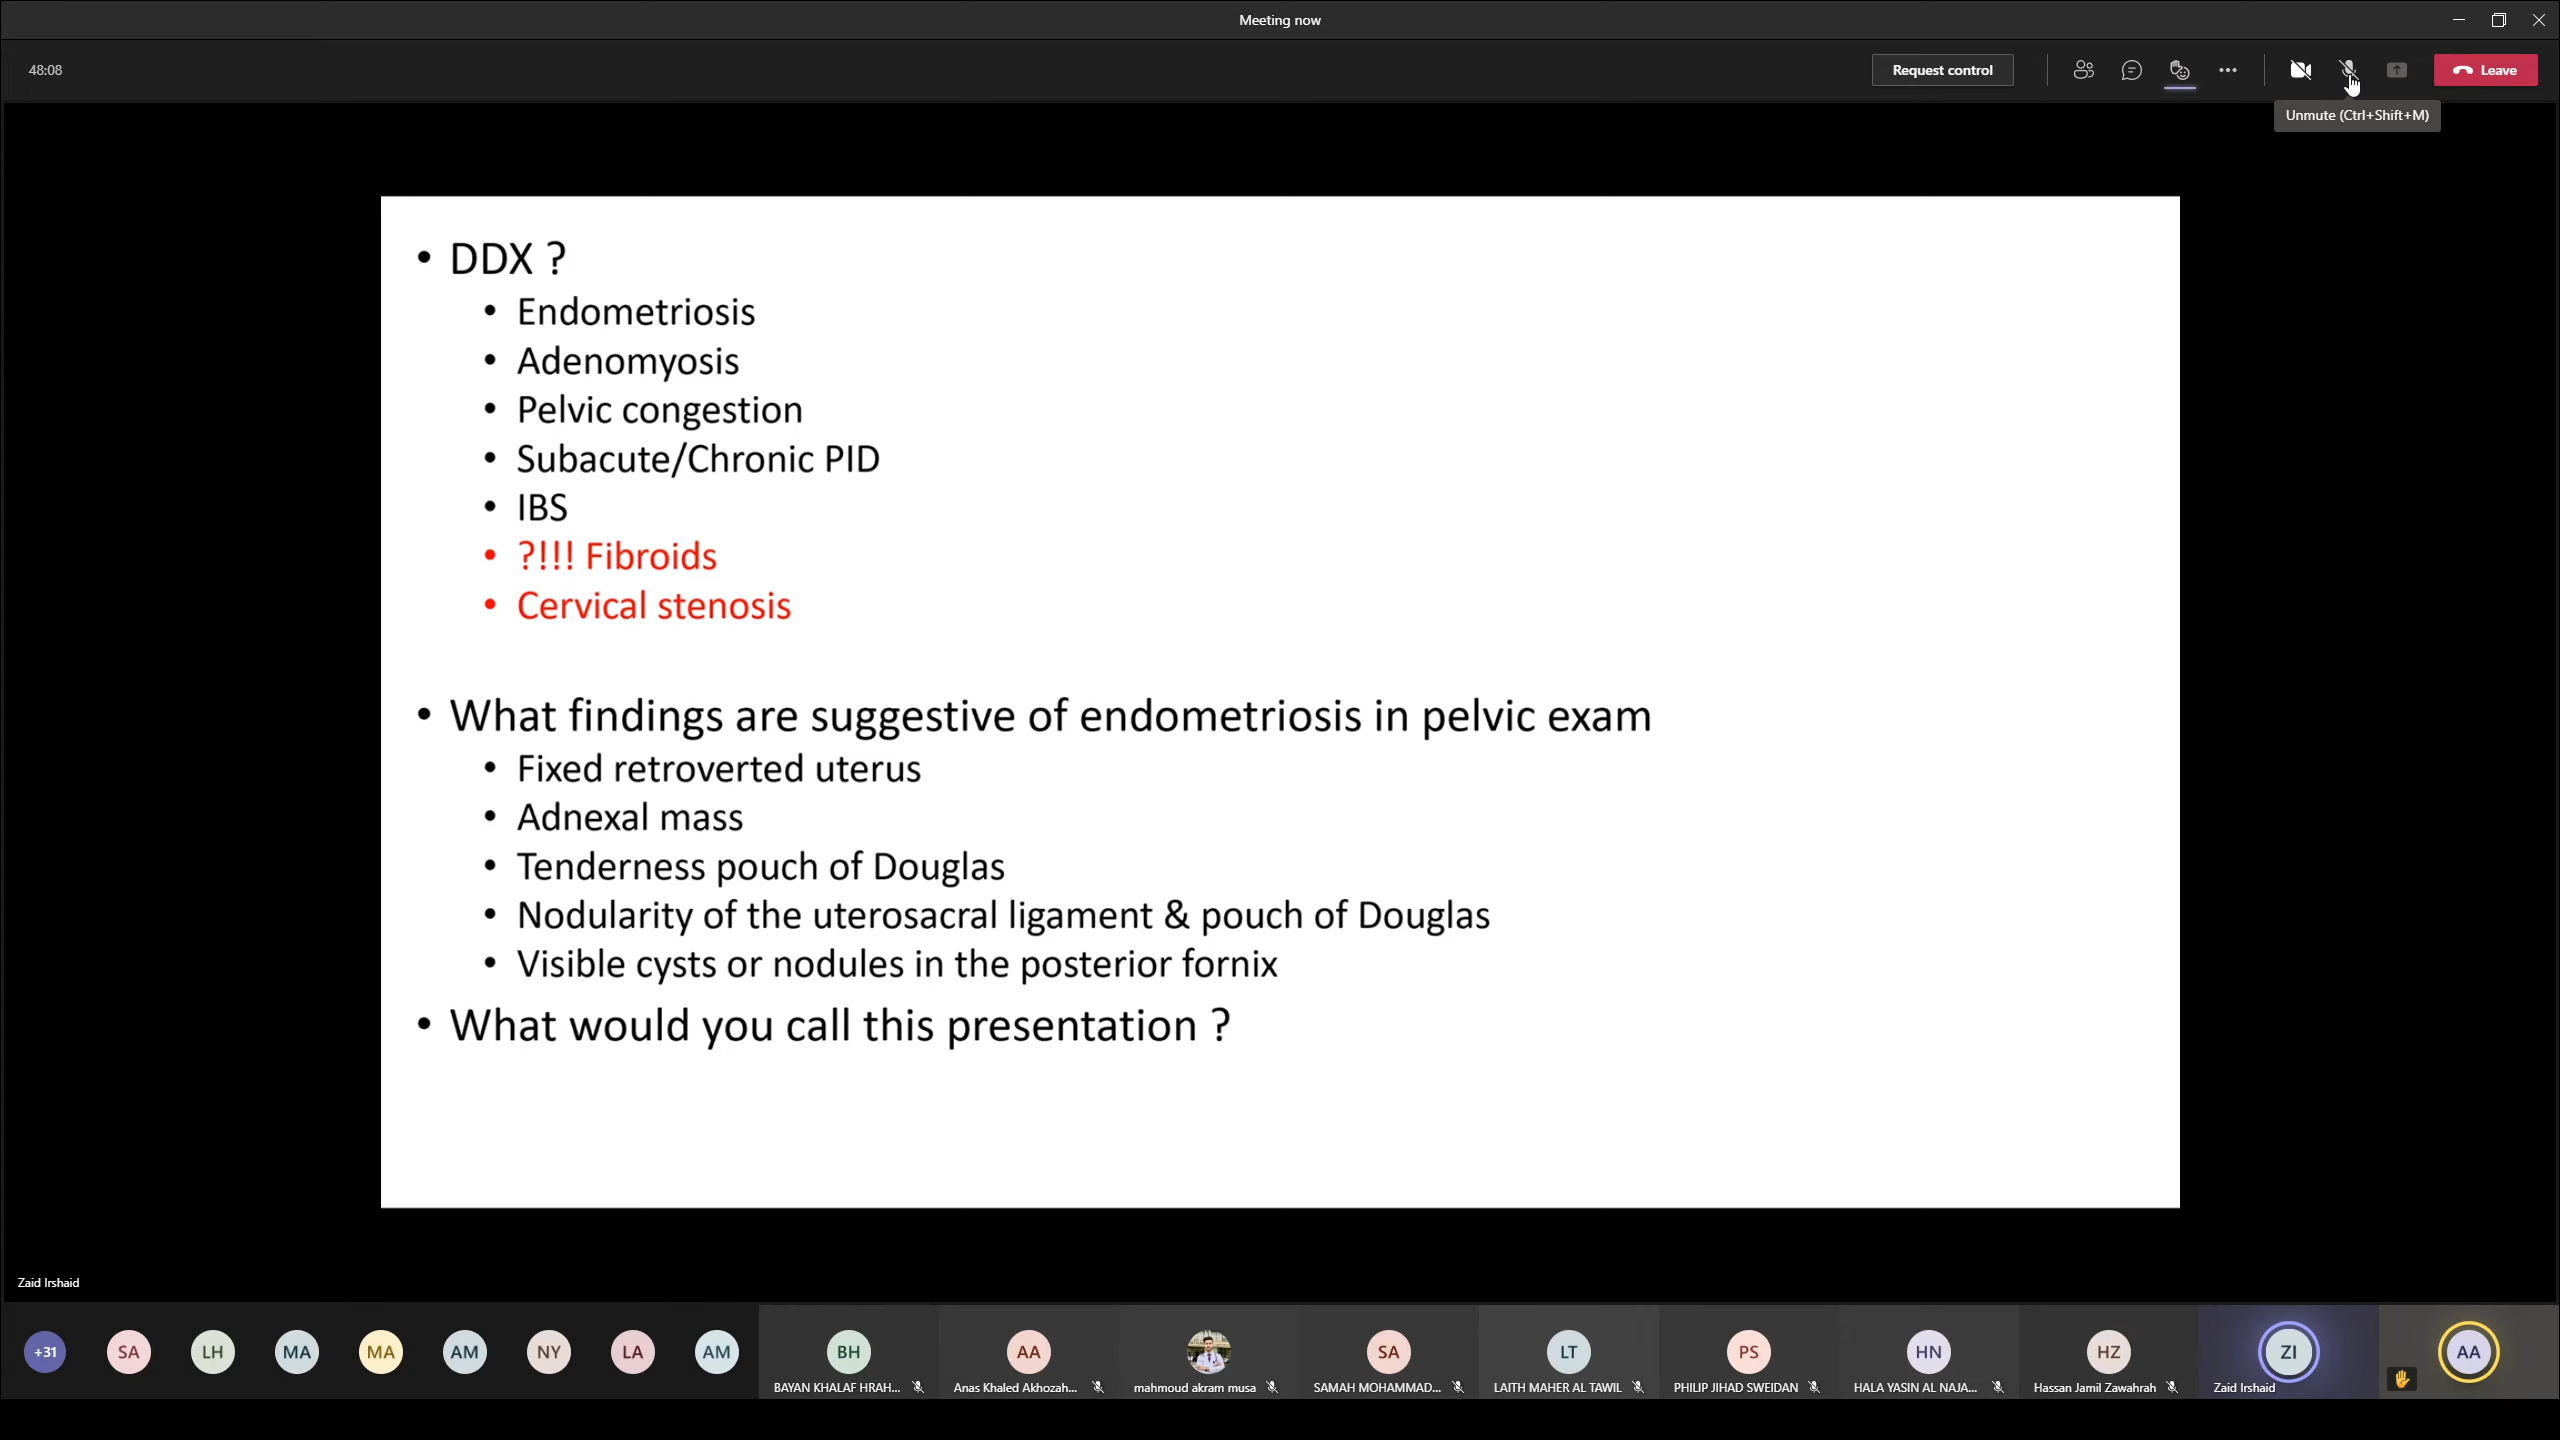 Meeting now
48:08
Request control
Leave
Unmute (Ctrl+Shift+M)
• DDX ?
• Endometriosis
• Adenomyosis
• Pelvic congestion
• Subacute/Chronic PID
• IBS
• ?!!! Fibroids
• Cervical stenosis
• What findings are suggestive of endometriosis in pelvic exam
• Fixed retroverted uterus
• Adnexal mass
• Tenderness pouch of Douglas
• Nodularity of the uterosacral ligament & pouch of Douglas
• Visible cysts or nodules in the posterior fornix
• What would you call this presentation ?
Zaid Irshaid
+31 SA LH MA MA AM NY LA AM BH AA SA LT PS HN HZ ZI AA
BAYAN KHALAF HRAH... Anas Khaled Akhozah... mahmoud akram musa SAMAH MOHAMMAD... LAITH MAHER AL TAWIL PHILIP JIHAD SWEIDAN HALA YASIN AL NAJA... Hassan Jamil Zawahrah Zaid Irshaid